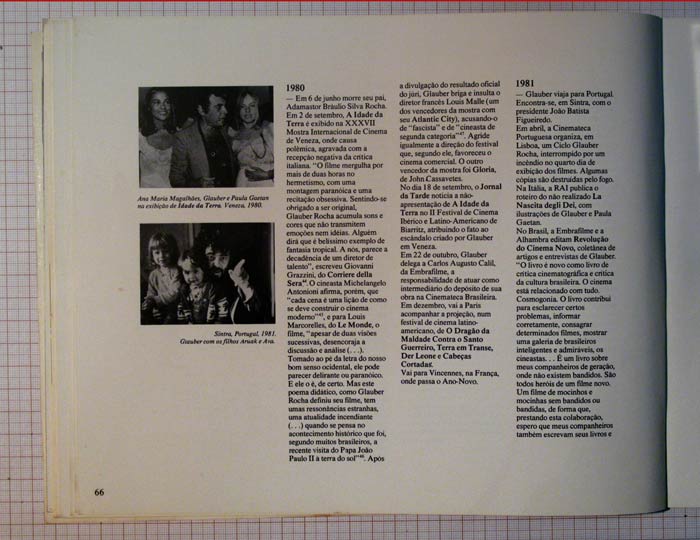 Ana Maria Magalhães, Glauber e Paula Gaetan
na exibição de Idade da Terra. Veneza, 1980.
Sintra, Portugal, 1981.
Glauber com os filhos Aruak e Ava.
66
1980
— Em 6 de junho morre seu pai,
Adamastor Bráulio Silva Rocha.
Em 2 de setembro, A Idade da
Terra é exibido na XXXVII
Mostra Internacional de Cinema
de Veneza, onde causa
polêmica, agravada com a
recepção negativa da crítica
italiana. "O filme mergulha por
mais de duas horas no
hermetismo, com uma
montagem paranóica e uma
recitação obsessiva. Sentindo-se
obrigado a ser original,
Glauber Rocha acumula sons e
cores que não transmitem
emoções nem idéias. Alguém
dirá que é belíssimo exemplo de
fantasia tropical. A nós, parece a
decadência de um diretor de
talento", escreveu Giovanni
Grazzini, do Corriere della
Sera. O cineasta Michelangelo
Antonioni afirma, porém, que
"cada cena é uma lição de como
se deve construir o cinema
moderno", e para Louis
Marcorelles, do Le Monde, o
filme, "apesar de duas visões
sucessivas, desencoraja a
discussão e análise (. . .).
Tomado ao pé da letra do nosso
bom senso ocidental, ele pode
parecer delirante ou paranóico.
E ele o é, de certo. Mas este
poema didático, como Glauber
Rocha definiu seu filme, tem
umas ressonâncias estranhas,
uma atualidade incendiante
(. . .) quando se pensa no
acontecimento histórico que foi,
segundo muitos brasileiros, a
recente visita do Papa João
Paulo II à terra do sol". Após
a divulgação do resultado oficial
do júri, Glauber briga e insulta o
diretor francês Louis Malle (um
dos vencedores da mostra com
seu Atlantic City), acusando-o
de "fascista" e de "cineasta de
segunda categoria". Agride
igualmente a direção do festival
que, segundo ele, favoreceu o
cinema comercial. O outro
vencedor da mostra foi Gloria,
de John Cassavetes.
No dia 18 de setembro, o Jornal
da Tarde noticia a não-
apresentação de A Idade da
Terra no II Festival de Cinema
Ibérico e Latino-Americano de
Biarritz, atribuindo o fato ao
escândalo criado por Glauber
em Veneza.
Em 22 de outubro, Glauber
delega a Carlos Augusto Calil,
da Embrafilme, a
responsabilidade de atuar como
intermediário do depósito de sua
obra na Cinemateca Brasileira.
Em dezembro, vai a Paris
acompanhar a projeção, num
festival de cinema latino-
americano, de O Dragão da
Maldade Contra o Santo
Guerreiro, Terra em Transe,
Der Leone e Cabeças
Cortadas.
Vai para Vincennes, na França,
onde passa o Ano-Novo.
1981
— Glauber viaja para Portugal.
Encontra-se, em Sintra, com o
presidente João Batista
Figueiredo.
Em abril, a Cinemateca
Portuguesa organiza, em
Lisboa, um Ciclo Glauber
Rocha, interrompido por um
incêndio no quarto dia de
exibição dos filmes. Algumas
cópias são destruídas pelo fogo.
Na Itália, a RAI publica o
roteiro do não realizado La
Nascita degli Dei, com
ilustrações de Glauber e Paula
Gaetan.
No Brasil, a Embrafilme e a
Alhambra editam Revolução
do Cinema Novo, coletânea de
artigos e entrevistas de Glauber.
"O livro é novo como livro de
crítica cinematográfica e crítica
da cultura brasileira. O cinema
está relacionado com tudo.
Cosmogonia. O livro contribui
para esclarecer certos
problemas, informar
corretamente, consagrar
determinados filmes, mostrar
uma galeria de brasileiros
inteligentes e admiráveis, os
cineastas. . . É um livro sobre
meus companheiros de geração,
onde não existem bandidos. São
todos heróis de um filme novo.
Um filme de mocinhos e
mocinhas sem bandidos ou
bandidas, de forma que,
prestando esta colaboração,
espero que meus companheiros
também escrevam seus livros e